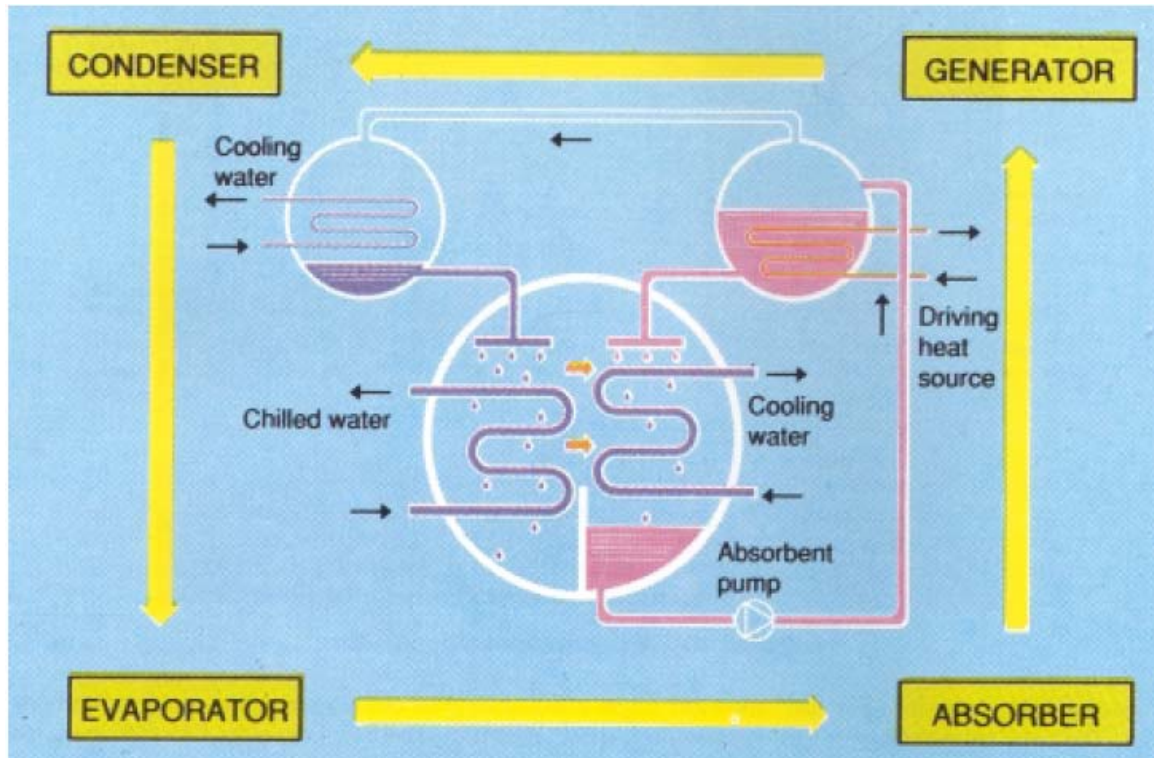 CONDENSER
GENERATOR
Cooling
water
Driving
heat
source
Chilled water
Cooling
water
Absorbent
pump
EVAPORATOR
ABSORBER